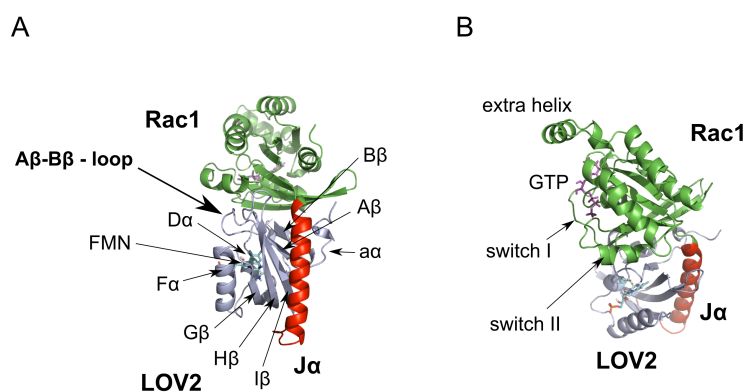 A
Rac1
Aβ-Bβ - loop
Bβ
Aβ
Dα
FMN
aα
Fα
Gβ
Hβ
Iβ
Jα
LOV2
B
extra helix
Rac1
GTP
switch I
switch II
Jα
LOV2